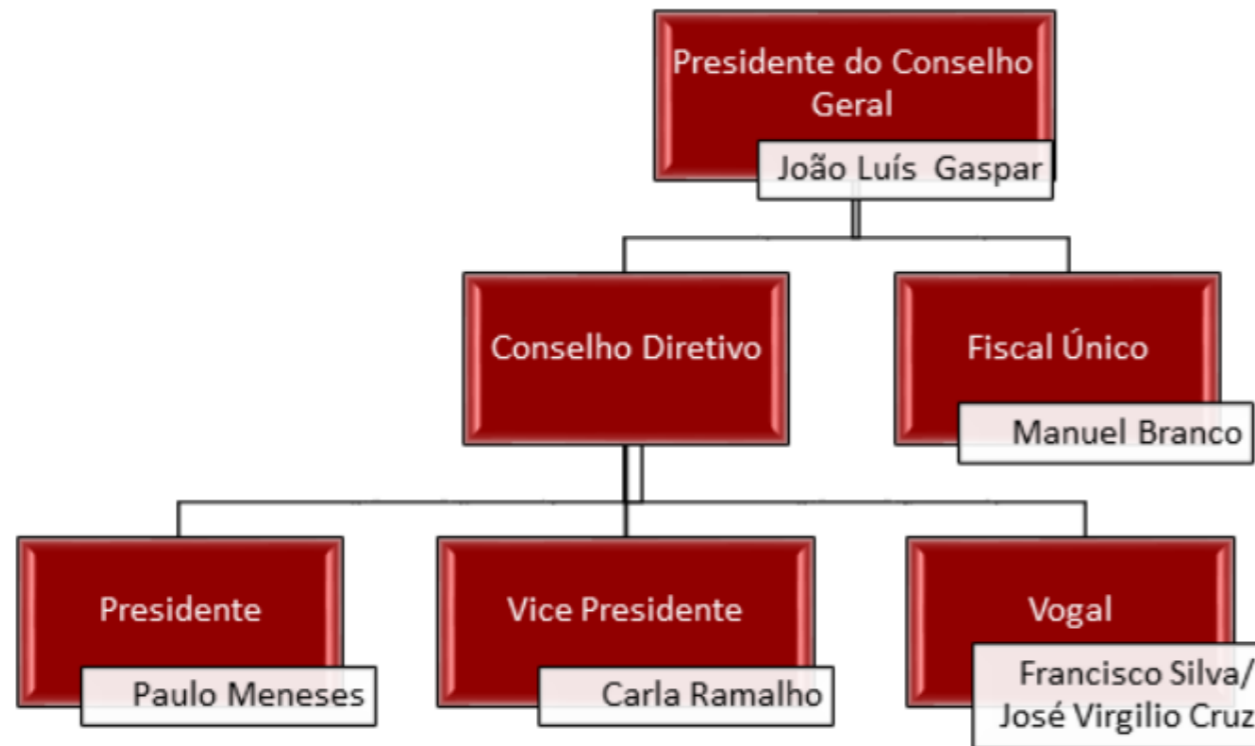 Presidente do Conselho
Geral
João Luís Gaspar
Conselho Diretivo
Fiscal Único
Manuel Branco
Presidente
Paulo Meneses
Vice Presidente
Carla Ramalho
Vogal
Francisco Silva/
José Virgilio Cruz